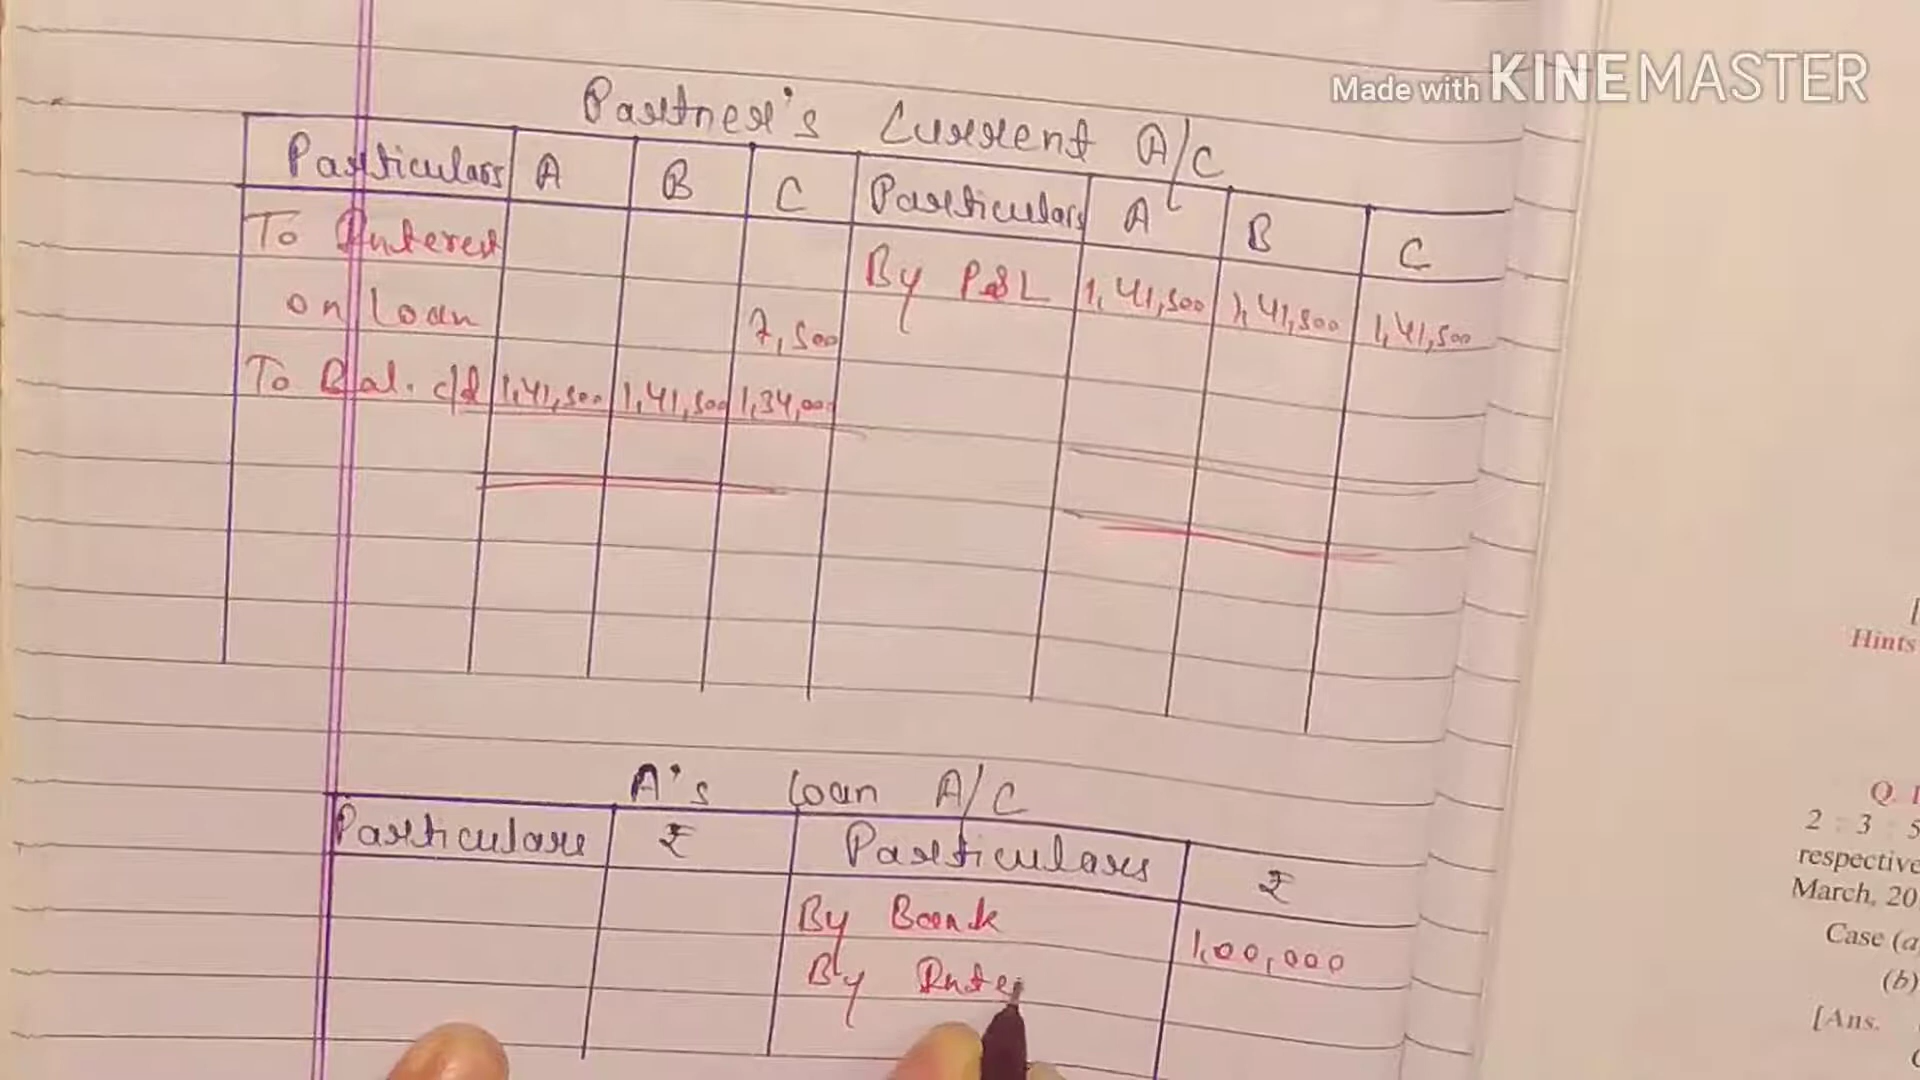 Made with KINEMASTER
Partner's Current A/C
Particulars A B C Particulars A B C
To Interest By P&L 1,41,500 1,41,500 1,41,500
on loan 7,500
To Bal. c/d 1,41,500 1,41,500 1,34,000
Hints
A's Loan A/C
Particulars ₹ Particulars ₹
By Bank 1,00,000
By Inte
2 : 3 : 5
respective
March, 20
Case (a
(b)
[Ans.